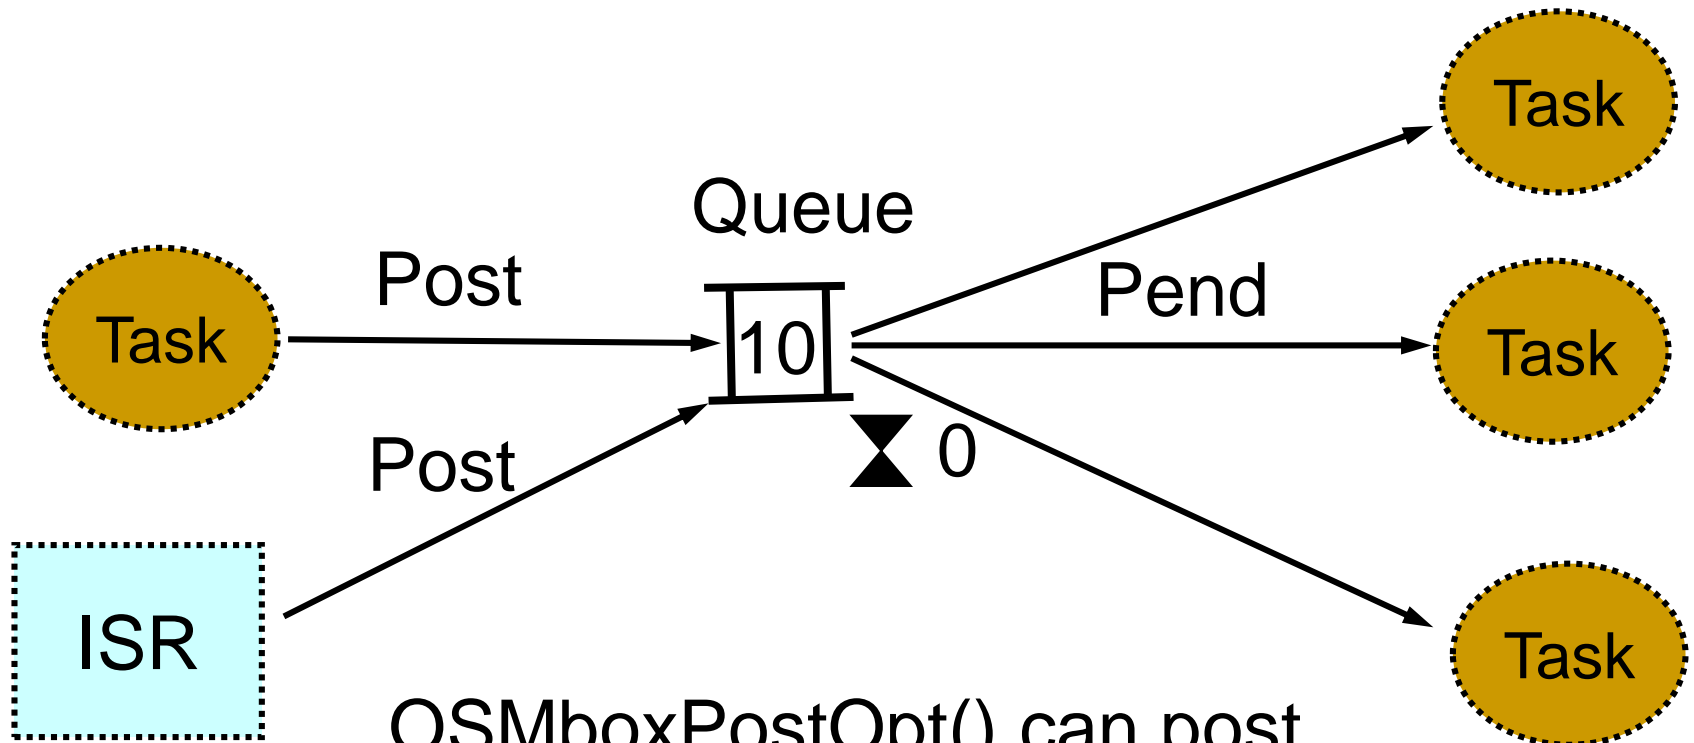 Task
Queue
Post
Pend
Task
10
Task
Post
0
ISR
Task
OSMboxPostOpt() can post